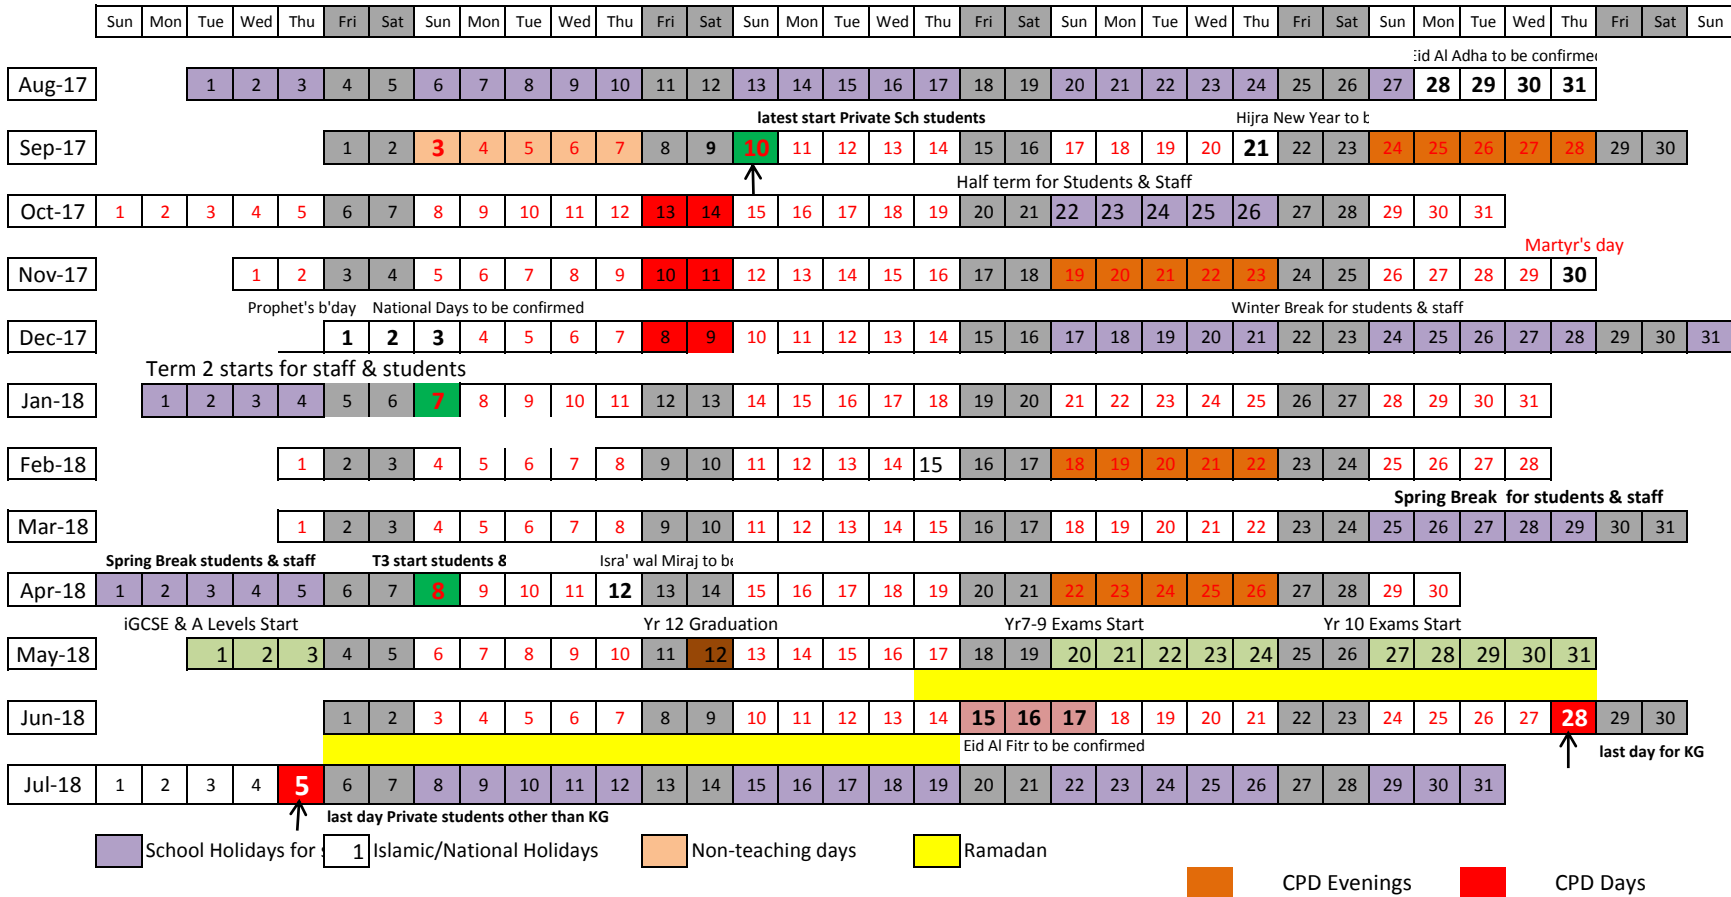 Sun Mon Tue Wed Thu Fri Sat Sun Mon Tue Wed Thu Fri Sat Sun Mon Tue Wed Thu Fri Sat Sun Mon Tue Wed Thu Fri Sat Sun Mon Tue Wed Thu Fri Sat Sun
Eid Al Adha to be confirmed
Aug-17 1 2 3 4 5 6 7 8 9 10 11 12 13 14 15 16 17 18 19 20 21 22 23 24 25 26 27 28 29 30 31
latest start Private Sch students Hijra New Year to b
Sep-17 1 2 3 4 5 6 7 8 9 10 11 12 13 14 15 16 17 18 19 20 21 22 23 24 25 26 27 28 29 30
Half term for Students & Staff
Oct-17 1 2 3 4 5 6 7 8 9 10 11 12 13 14 15 16 17 18 19 20 21 22 23 24 25 26 27 28 29 30 31
Martyr's day
Nov-17 1 2 3 4 5 6 7 8 9 10 11 12 13 14 15 16 17 18 19 20 21 22 23 24 25 26 27 28 29 30
Prophet's b'day National Days to be confirmed Winter Break for students & staff
Dec-17 1 2 3 4 5 6 7 8 9 10 11 12 13 14 15 16 17 18 19 20 21 22 23 24 25 26 27 28 29 30 31
Term 2 starts for staff & students
Jan-18 1 2 3 4 5 6 7 8 9 10 11 12 13 14 15 16 17 18 19 20 21 22 23 24 25 26 27 28 29 30 31
Feb-18 1 2 3 4 5 6 7 8 9 10 11 12 13 14 15 16 17 18 19 20 21 22 23 24 25 26 27 28
Spring Break for students & staff
Mar-18 1 2 3 4 5 6 7 8 9 10 11 12 13 14 15 16 17 18 19 20 21 22 23 24 25 26 27 28 29 30 31
Spring Break students & staff T3 start students & Isra' wal Miraj to be
Apr-18 1 2 3 4 5 6 7 8 9 10 11 12 13 14 15 16 17 18 19 20 21 22 23 24 25 26 27 28 29 30
iGCSE & A Levels Start Yr 12 Graduation Yr7-9 Exams Start Yr 10 Exams Start
May-18 1 2 3 4 5 6 7 8 9 10 11 12 13 14 15 16 17 18 19 20 21 22 23 24 25 26 27 28 29 30 31
Jun-18 1 2 3 4 5 6 7 8 9 10 11 12 13 14 15 16 17 18 19 20 21 22 23 24 25 26 27 28 29 30
Eid Al Fitr to be confirmed last day for KG
Jul-18 1 2 3 4 5 6 7 8 9 10 11 12 13 14 15 16 17 18 19 20 21 22 23 24 25 26 27 28 29 30 31
last day Private students other than KG
School Holidays for 1 Islamic/National Holidays Non-teaching days Ramadan
CPD Evenings CPD Days